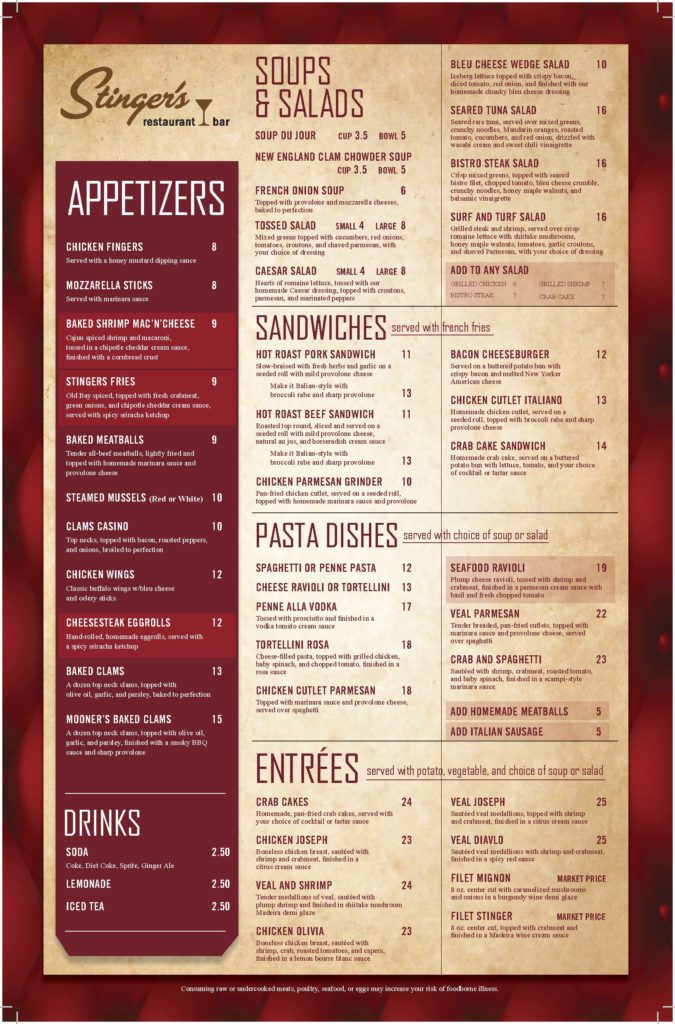 Stinger's
restaurant bar
APPETIZERS
CHICKEN FINGERS 8
Served with a honey mustard dipping sauce
MOZZARELLA STICKS 8
Served with marinara sauce
BAKED SHRIMP MAC'N'CHEESE 9
Cajun spiced shrimp and macaroni,
tossed in a chipotle cheddar cream sauce,
finished with a cornbread crust
STINGERS FRIES 9
Old Bay spiced, topped with fresh crabmeat,
green onions, and chipotle cheddar cream sauce,
served with spicy sriracha ketchup
BAKED MEATBALLS 9
Tender all-beef meatballs, lightly fried and
topped with homemade marinara sauce and
provolone cheese
STEAMED MUSSELS (Red or White) 10
CLAMS CASINO 10
Top necks, topped with bacon, roasted peppers,
and onions, broiled to perfection
CHICKEN WINGS 12
Classic buffalo wings w/bleu cheese
and celery sticks
CHEESESTEAK EGGROLLS 12
Hand-rolled, homemade eggrolls, served with
a spicy sriracha ketchup
BAKED CLAMS 13
A dozen top neck clams, topped with
olive oil, garlic, and parsley, baked to perfection
MOONER'S BAKED CLAMS 15
A dozen top neck clams, topped with olive oil,
garlic, and parsley, finished with a smoky BBQ
sauce and sharp provolone
DRINKS
SODA 2.50
Coke, Diet Coke, Sprite, Ginger Ale
LEMONADE 2.50
ICED TEA 2.50
SOUPS
& SALADS
SOUP DU JOUR CUP 3.5 BOWL 5
NEW ENGLAND CLAM CHOWDER SOUP
CUP 3.5 BOWL 5
FRENCH ONION SOUP 6
Topped with provolone and mozzarella cheeses,
baked to perfection
TOSSED SALAD SMALL 4 LARGE 8
Mixed greens topped with cucumbers, red onions,
tomatoes, croutons, and shaved parmesan, with
your choice of dressing
CAESAR SALAD SMALL 4 LARGE 8
Hearts of romaine lettuce, tossed with our
homemade Caesar dressing, topped with croutons,
parmesan, and marinated peppers
BLEU CHEESE WEDGE SALAD 10
Iceberg lettuce topped with crispy bacon,
diced tomato, red onion, and finished with our
homemade chunky bleu cheese dressing
SEARED TUNA SALAD 16
Seared rare tuna, served over mixed greens,
crunchy noodles, Mandarin oranges, roasted
tomato, cucumbers, and red onion, drizzled with
wasabi cream and sweet chili vinaigrette
BISTRO STEAK SALAD 16
Crisp mixed greens, topped with seared
bistro filet, chopped tomato, bleu cheese crumble,
crunchy noodles, honey maple walnuts, and
balsamic vinaigrette
SURF AND TURF SALAD 16
Grilled steak and shrimp, served over crisp
romaine lettuce with shiitake mushrooms,
honey maple walnuts, tomatoes, garlic croutons,
and shaved Parmesan, with your choice of dressing
ADD TO ANY SALAD
GRILLED CHICKEN 6 GRILLED SHRIMP 7
BISTRO STEAK 7 CRAB CAKE 7
SANDWICHES served with french fries
HOT ROAST PORK SANDWICH 11
Slow-braised with fresh herbs and garlic on a
seeded roll with mild provolone cheese
Make it Italian-style with
broccoli rabe and sharp provolone 13
HOT ROAST BEEF SANDWICH 11
Roasted top round, sliced and served on a
seeded roll with mild provolone cheese,
natural au jus, and horseradish cream sauce
Make it Italian-style with
broccoli rabe and sharp provolone 13
CHICKEN PARMESAN GRINDER 10
Pan-fried chicken cutlet, served on a seeded roll,
topped with homemade marinara sauce and provolone
BACON CHEESEBURGER 12
Served on a buttered potato bun with
crispy bacon and melted New Yorker
American cheese
CHICKEN CUTLET ITALIANO 13
Homemade chicken cutlet, served on a
seeded roll, topped with broccoli rabe and sharp
provolone cheese
CRAB CAKE SANDWICH 14
Homemade crab cake, served on a buttered
potato bun with lettuce, tomato, and your choice
of cocktail or tartar sauce
PASTA DISHES served with choice of soup or salad
SPAGHETTI OR PENNE PASTA 12
CHEESE RAVIOLI OR TORTELLINI 13
PENNE ALLA VODKA 17
Tossed with prosciutto and finished in a
vodka tomato cream sauce
TORTELLINI ROSA 18
Cheese-filled pasta, topped with grilled chicken,
baby spinach, and chopped tomato, finished in a
rosa sauce
CHICKEN CUTLET PARMESAN 18
Topped with marinara sauce and provolone cheese,
served over spaghetti
SEAFOOD RAVIOLI 19
Plump cheese ravioli, tossed with shrimp and
crabmeat, finished in a parmesan cream sauce with
basil and fresh chopped tomato
VEAL PARMESAN 22
Tender breaded, pan-fried cutlets, topped with
marinara sauce and provolone cheese, served
over spaghetti
CRAB AND SPAGHETTI 23
Sautéed with shrimp, crabmeat, roasted tomato,
and baby spinach, finished in a scampi-style
marinara sauce
ADD HOMEMADE MEATBALLS 5
ADD ITALIAN SAUSAGE 5
ENTRÉES served with potato, vegetable, and choice of soup or salad
CRAB CAKES 24
Homemade, pan-fried crab cakes, served with
your choice of cocktail or tartar sauce
CHICKEN JOSEPH 23
Boneless chicken breast, sautéed with
shrimp and crabmeat, finished in a
citrus cream sauce
VEAL AND SHRIMP 24
Tender medallions of veal, sautéed with
plump shrimp and finished in shiitake mushroom
Madeira demi glaze
CHICKEN OLIVIA 23
Boneless chicken breast, sautéed with
shrimp, crab, roasted tomatoes, and capers,
finished in a lemon beurre blanc sauce
VEAL JOSEPH 25
Sautéed veal medallions, topped with shrimp
and crabmeat, finished in a citrus cream sauce
VEAL DIAVLO 25
Sautéed veal medallions with shrimp and crabmeat,
finished in a spicy red sauce
FILET MIGNON MARKET PRICE
8 oz. center cut with caramelized mushrooms
and onions in a burgundy wine demi glaze
FILET STINGER MARKET PRICE
8 oz. center cut, topped with crabmeat and
finished in a Madeira wine cream sauce
Consuming raw or undercooked meats, poultry, seafood, or eggs may increase your risk of foodborne illness.